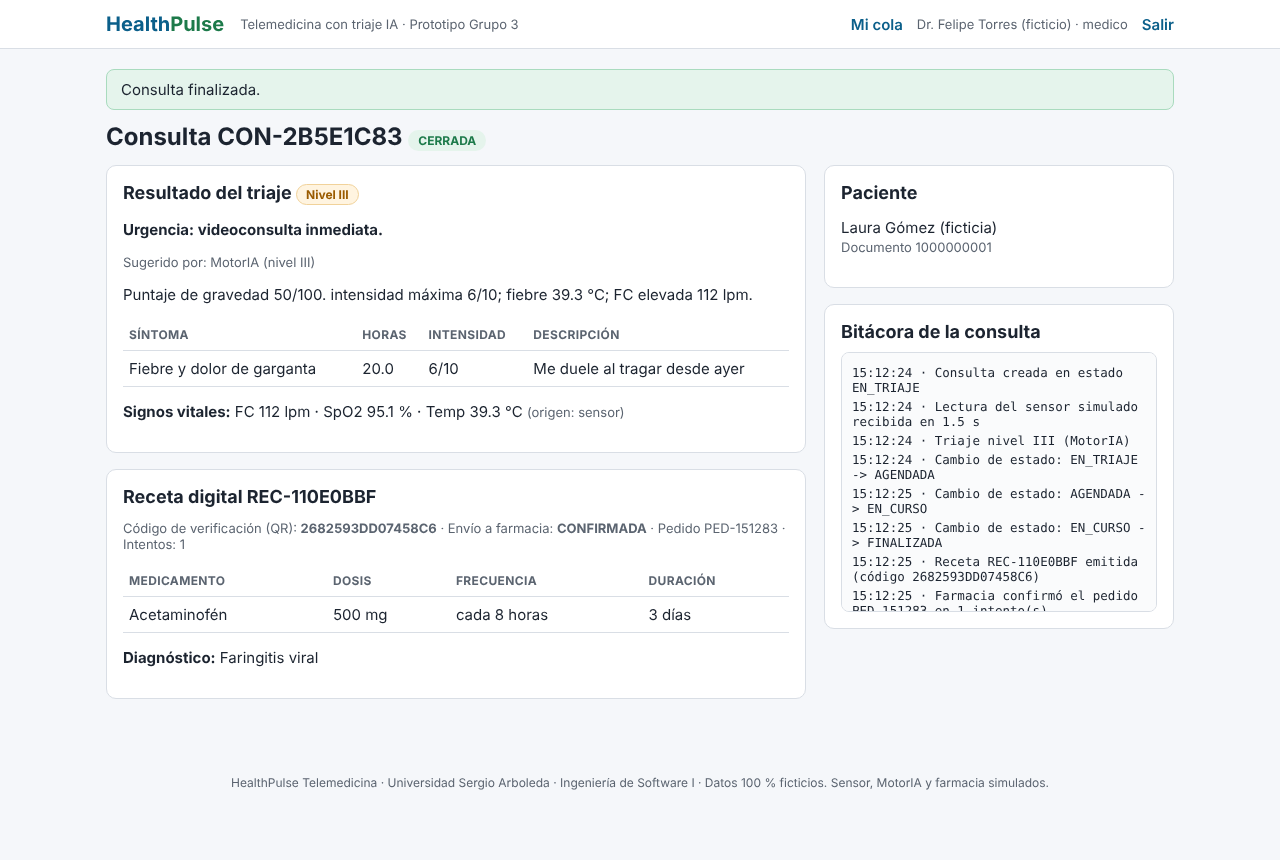 HealthPulse Telemedicina con triaje IA · Prototipo Grupo 3 Mi cola Dr. Felipe Torres (ficticio) · medico Salir
Consulta finalizada.
Consulta CON-2B5E1C83 CERRADA
Resultado del triaje Nivel III
Urgencia: videoconsulta inmediata.
Sugerido por: MotorIA (nivel III)
Puntaje de gravedad 50/100. intensidad máxima 6/10; fiebre 39.3 °C; FC elevada 112 lpm.
SÍNTOMA HORAS INTENSIDAD DESCRIPCIÓN
Fiebre y dolor de garganta 20.0 6/10 Me duele al tragar desde ayer
Signos vitales: FC 112 lpm · SpO2 95.1 % · Temp 39.3 °C (origen: sensor)
Receta digital REC-110E0BBF
Código de verificación (QR): 2682593DD07458C6 · Envío a farmacia: CONFIRMADA · Pedido PED-151283 ·
Intentos: 1
MEDICAMENTO DOSIS FRECUENCIA DURACIÓN
Acetaminofén 500 mg cada 8 horas 3 días
Diagnóstico: Faringitis viral
Paciente
Laura Gómez (ficticia)
Documento 1000000001
Bitácora de la consulta
15:12:24 · Consulta creada en estado
EN_TRIAJE
15:12:24 · Lectura del sensor simulado
recibida en 1.5 s
15:12:24 · Triaje nivel III (MotorIA)
15:12:24 · Cambio de estado: EN_TRIAJE
-> AGENDADA
15:12:25 · Cambio de estado: AGENDADA -
> EN_CURSO
15:12:25 · Cambio de estado: EN_CURSO -
> FINALIZADA
15:12:25 · Receta REC-110E0BBF emitida
(código 2682593DD07458C6)
15:12:25 · Farmacia confirmó el pedido
PED-151283 en 1 intento(s)
HealthPulse Telemedicina · Universidad Sergio Arboleda · Ingeniería de Software I · Datos 100 % ficticios. Sensor, MotorIA y farmacia simulados.